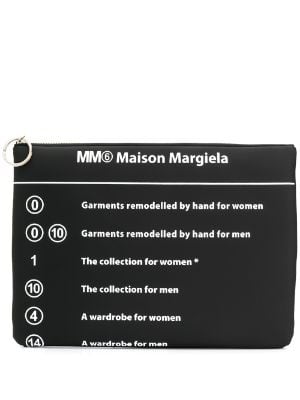 MM⑥ Maison Margiela
⓪ Garments remodelled by hand for women
⓪ ⑩ Garments remodelled by hand for men
1 The collection for women *
⑩ The collection for men
④ A wardrobe for women
⑭ A wardrobe for men